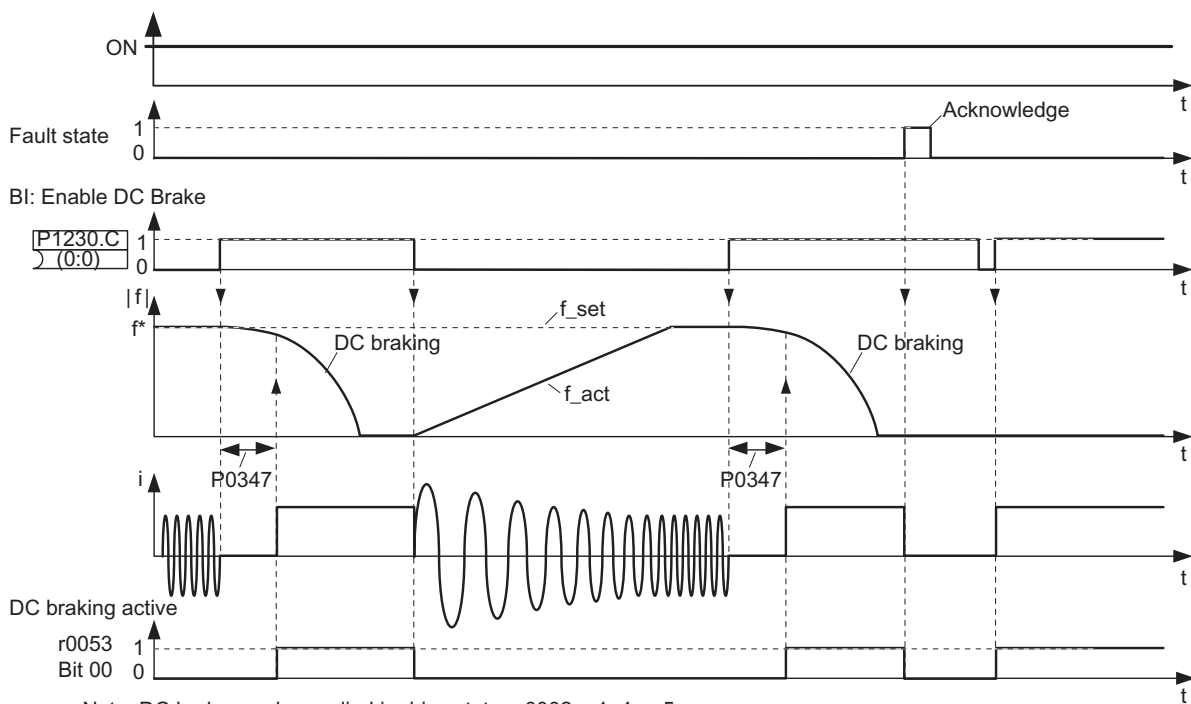 ON
t
Acknowledge
Fault state
1
0
t
BI: Enable DC Brake
P1230.C
(0:0)
1
0
t
|f|
f*
f_set
DC braking
DC braking
f_act
t
P0347
P0347
i
t
DC braking active
r0053
Bit 00
1
0
t